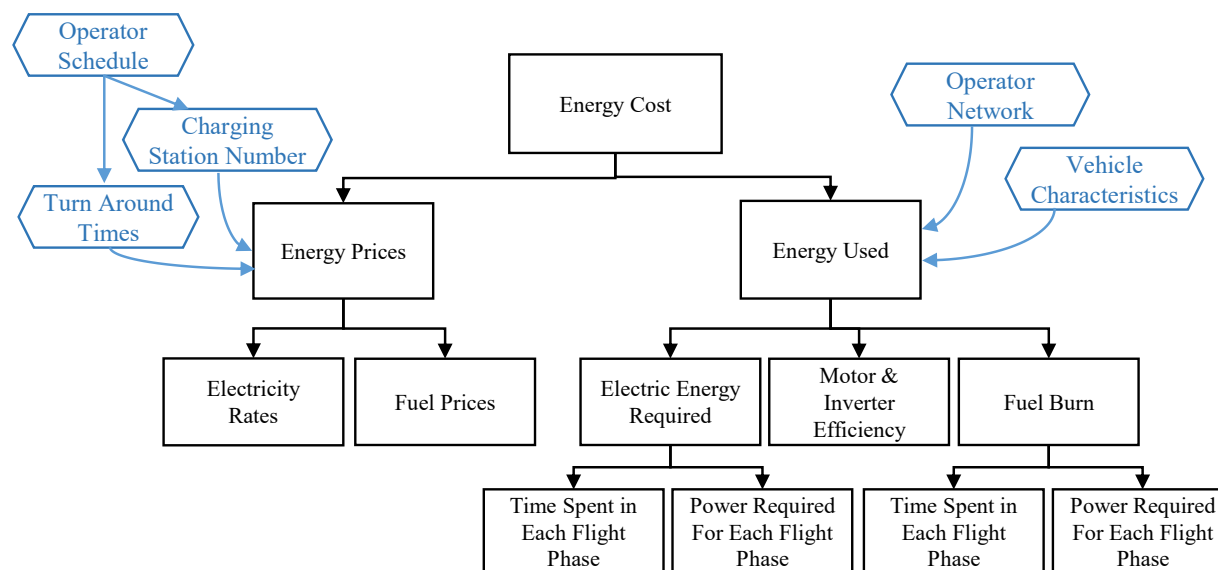 Operator
Schedule
Energy Cost
Operator
Network
Charging
Station Number
Vehicle
Characteristics
Turn Around
Times
Energy Prices
Energy Used
Electricity
Rates
Fuel Prices
Electric Energy
Required
Motor &
Inverter
Efficiency
Fuel Burn
Time Spent in
Each Flight
Phase
Power Required
For Each Flight
Phase
Time Spent in
Each Flight
Phase
Power Required
For Each Flight
Phase